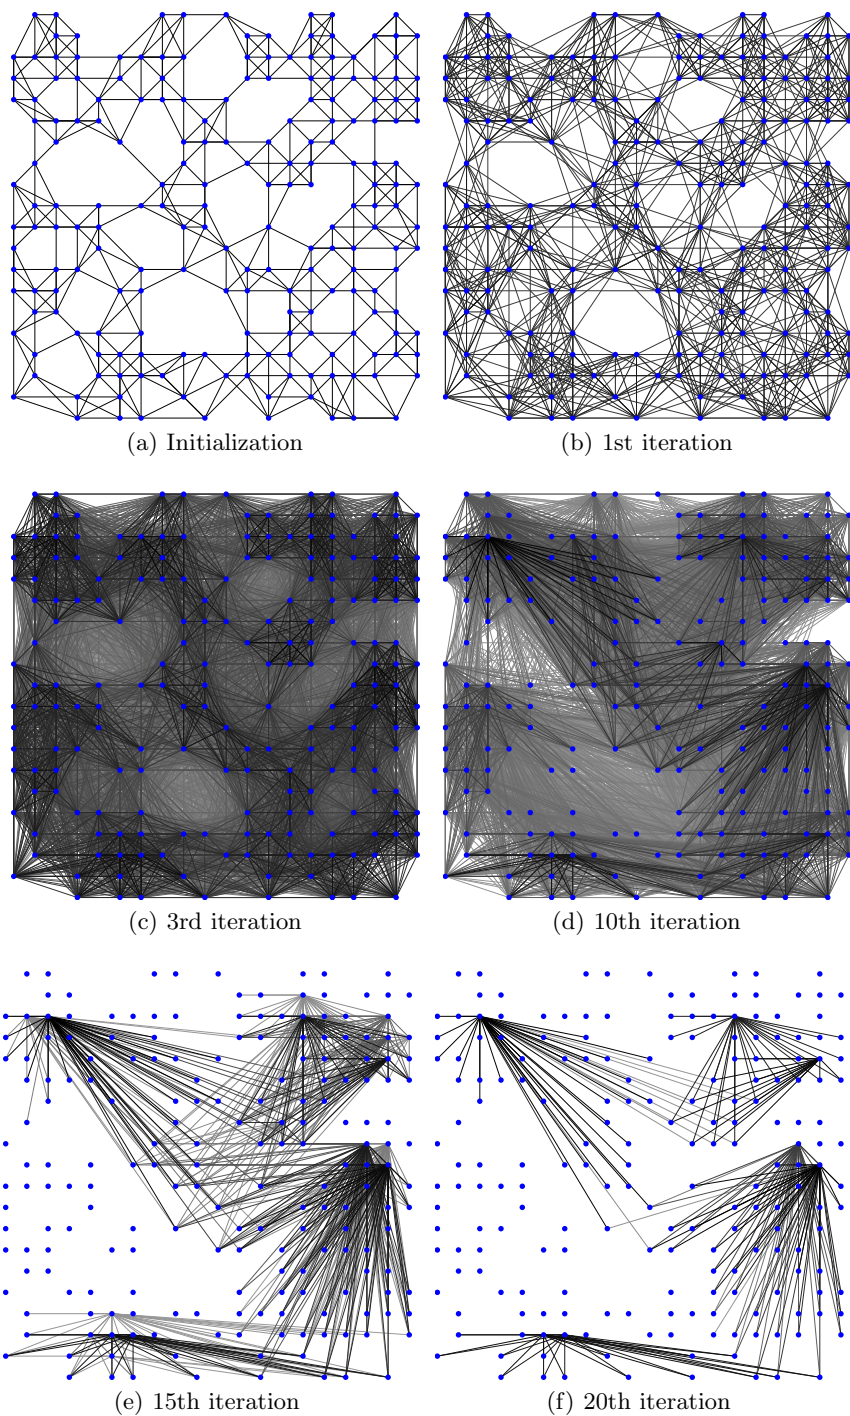 (a) Initialization
(b) 1st iteration
(c) 3rd iteration
(d) 10th iteration
(e) 15th iteration
(f) 20th iteration